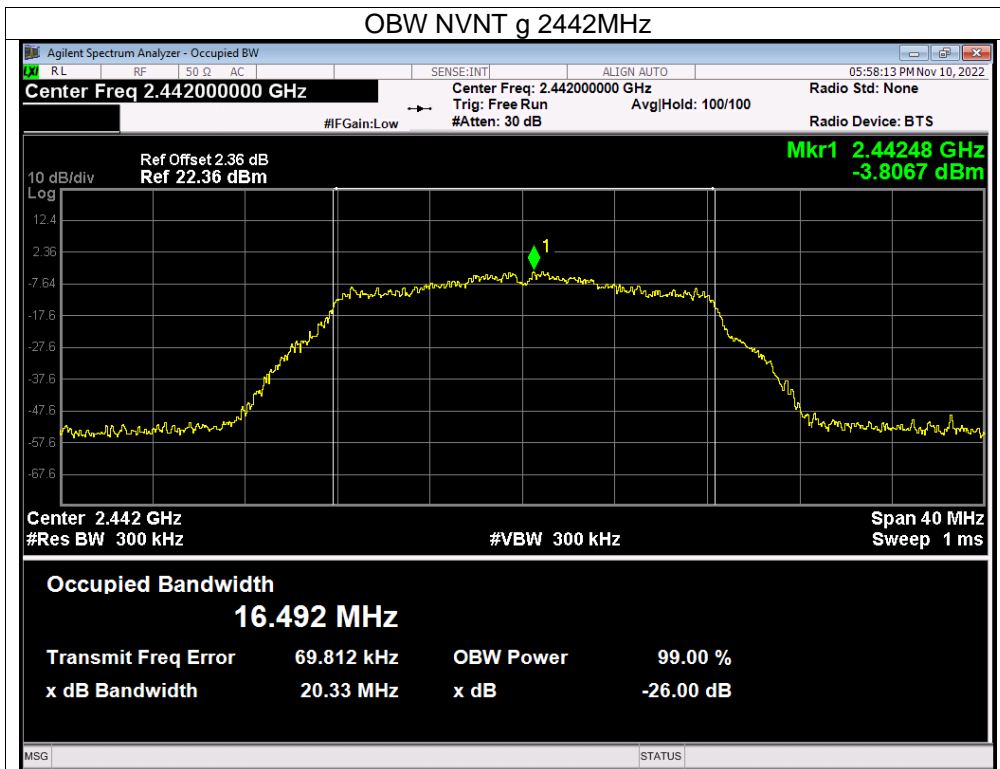 OBW NVNT g 2442MHz
Agilent Spectrum Analyzer - Occupied BW
LXI RL RF 50 Ω AC SENSE:INT ALIGN AUTO 05:58:13 PM Nov 10, 2022
Center Freq 2.442000000 GHz Center Freq: 2.442000000 GHz Radio Std: None
Trig: Free Run Avg|Hold: 100/100
#IFGain:Low #Atten: 30 dB Radio Device: BTS
Mkr1 2.44248 GHz
-3.8067 dBm
Ref Offset 2.36 dB
10 dB/div Ref 22.36 dBm
Log
12.4
1
2.36
-7.64
-17.6
-27.6
-37.6
-47.6
-57.6
-67.6
Center 2.442 GHz Span 40 MHz
#Res BW 300 kHz #VBW 300 kHz Sweep 1 ms
Occupied Bandwidth
16.492 MHz
Transmit Freq Error 69.812 kHz OBW Power 99.00 %
x dB Bandwidth 20.33 MHz x dB -26.00 dB
MSG STATUS